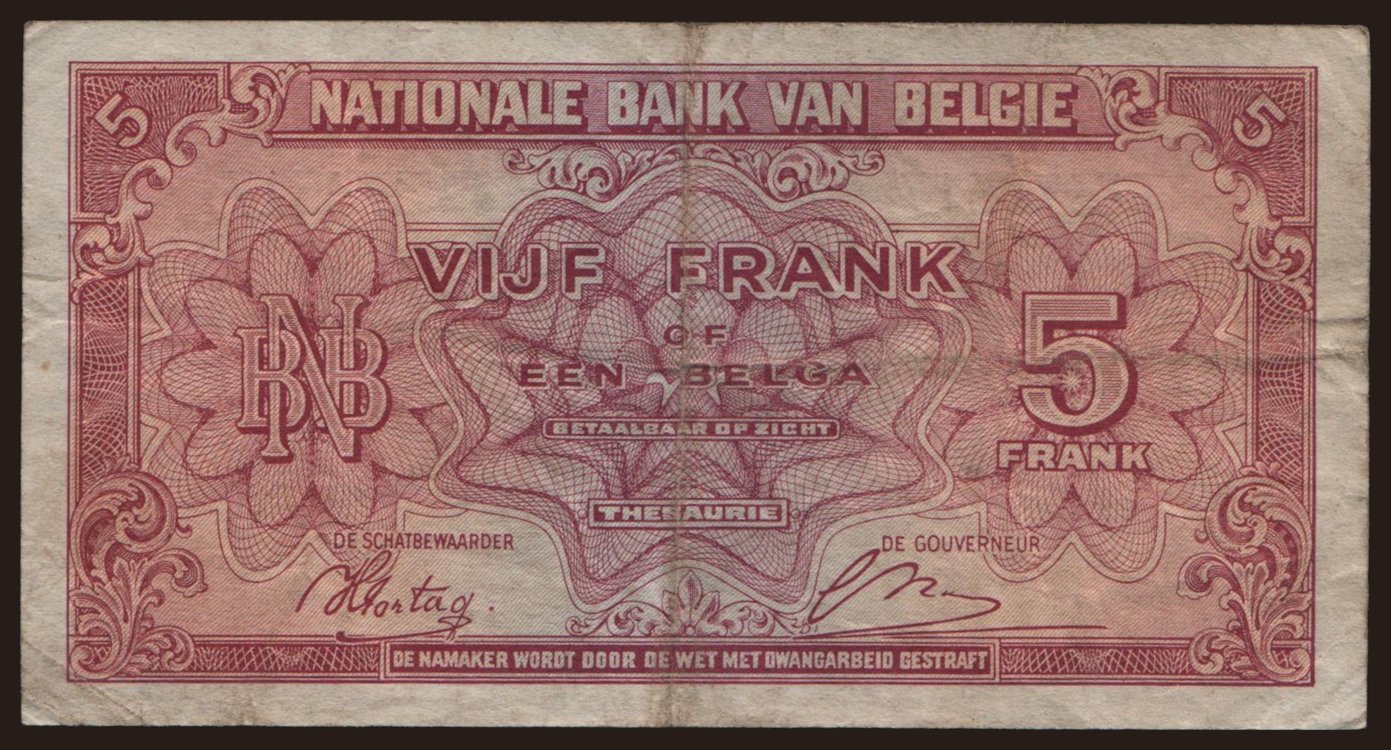 5 NATIONALE BANK VAN BELGIE 5
VIJF FRANK
OF
EEN BELGA
BETAALBAAR OP ZICHT
NBB
5
FRANK
THESAURIE
DE SCHATBEWAARDER
DE GOUVERNEUR
DE NAMAKER WORDT DOOR DE WET MET DWANGARBEID GESTRAFT